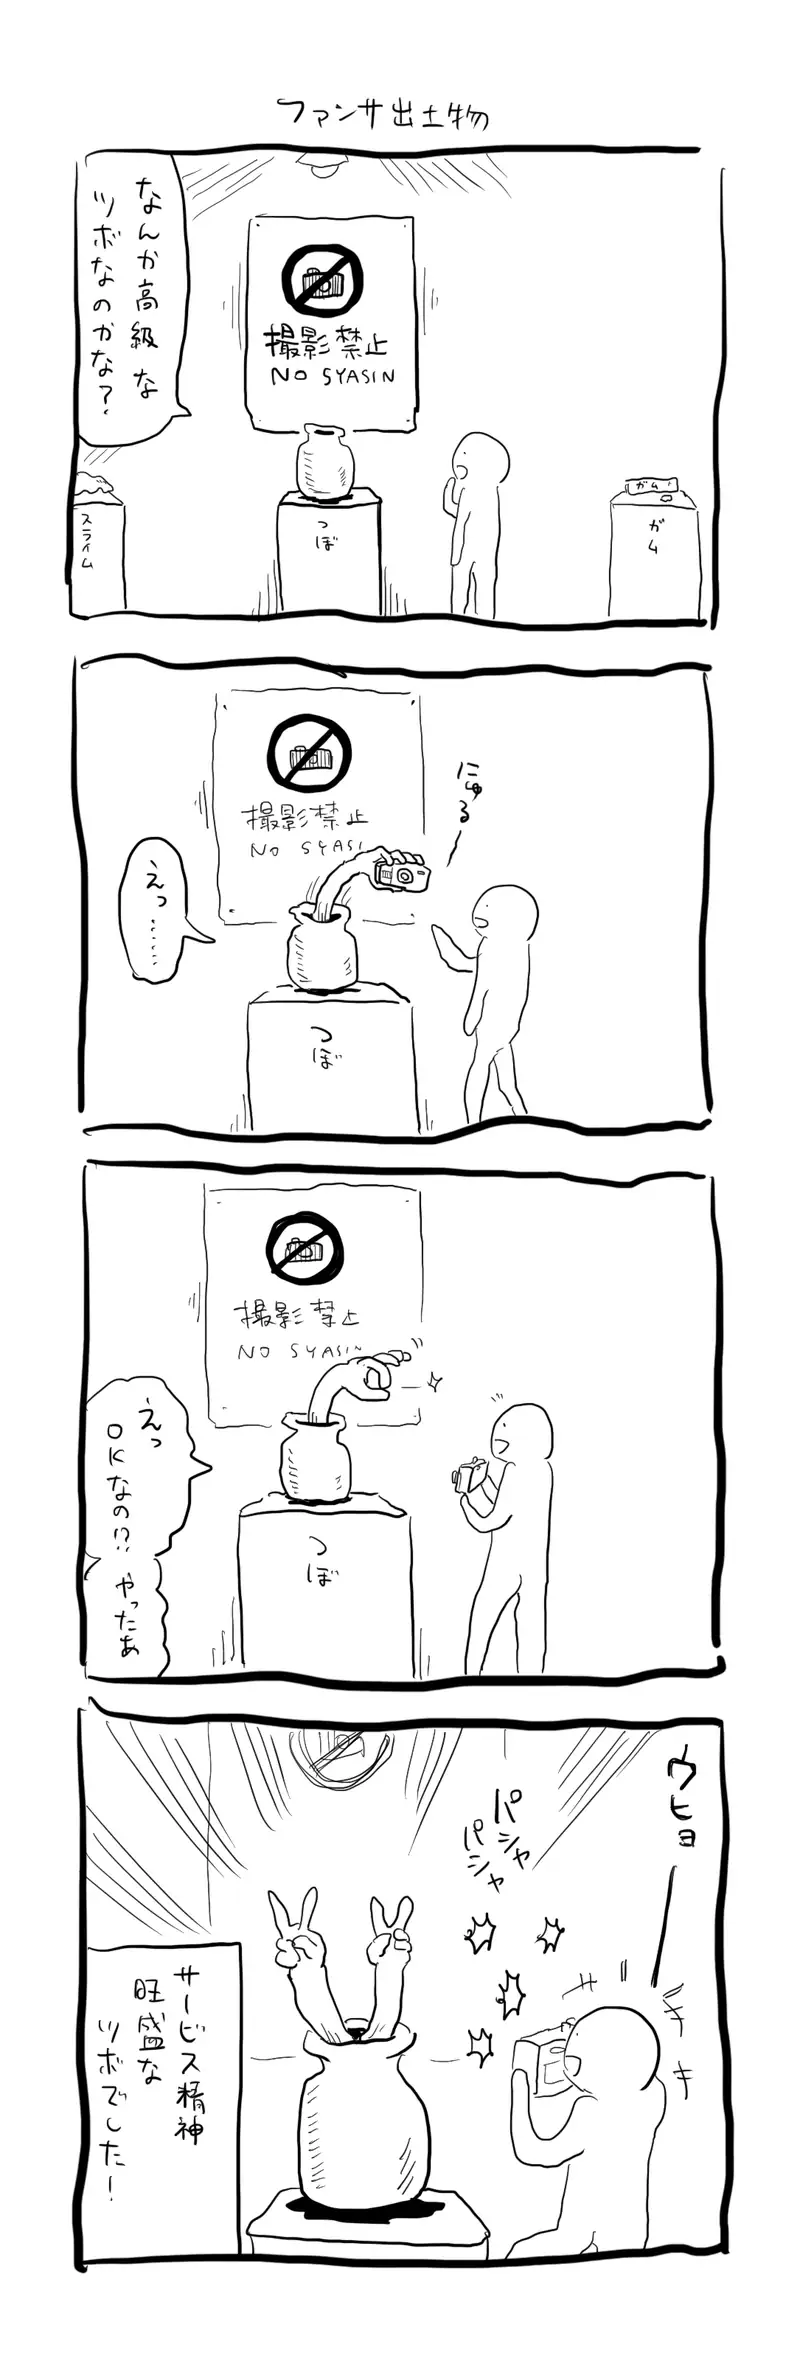 ファンサ出土物
なんか高級な
ツボなのかな?
撮影禁止
NO SYASIN
スライム
つぼ
ガム
ガム
にゅるー
撮影禁止
NO SYASI
えっ……
つぼ
撮影禁止
NO SYASIN
えっ
OKなの!?
やったあ
つぼ
ウヒョー
パシャ
パシャ
サービス精神
旺盛な
ツボでした!